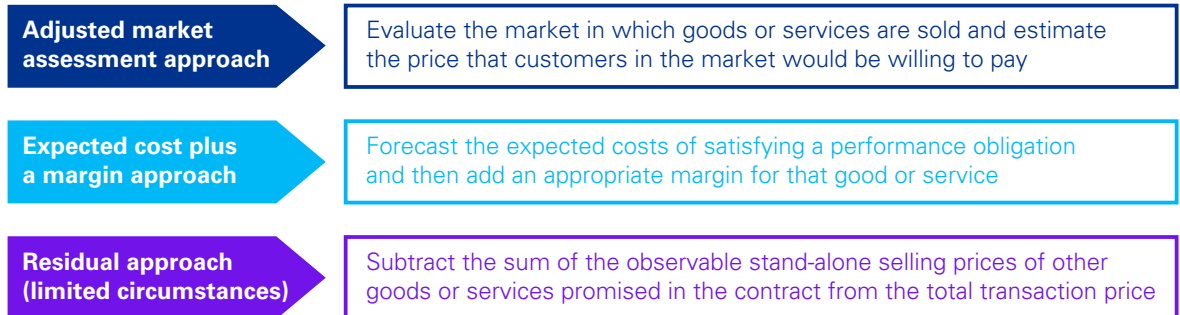 Adjusted market
assessment approach
Evaluate the market in which goods or services are sold and estimate
the price that customers in the market would be willing to pay
Expected cost plus
a margin approach
Forecast the expected costs of satisfying a performance obligation
and then add an appropriate margin for that good or service
Residual approach
(limited circumstances)
Subtract the sum of the observable stand-alone selling prices of other
goods or services promised in the contract from the total transaction price